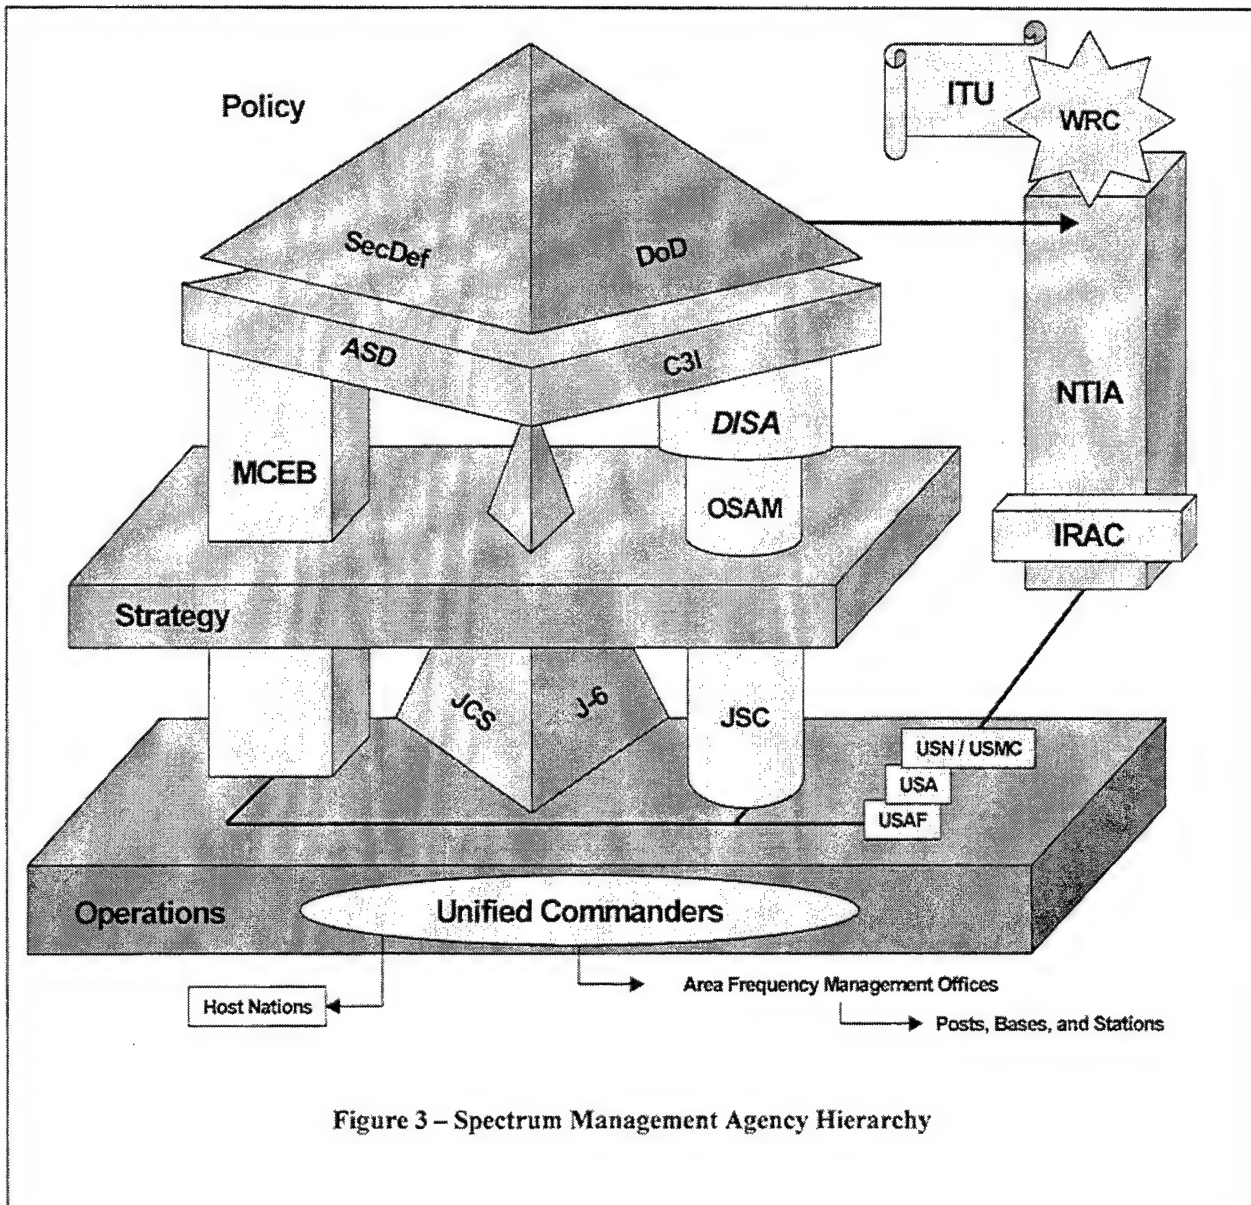 Policy
ITU
WRC
SecDef
DoD
ASD
C3I
NTIA
DISA
MCEB
OSAM
IRAC
Strategy
JCS
J-6
JSC
USN / USMC
USA
USAF
Operations
Unified Commanders
Area Frequency Management Offices
Host Nations
Posts, Bases, and Stations
Figure 3 – Spectrum Management Agency Hierarchy